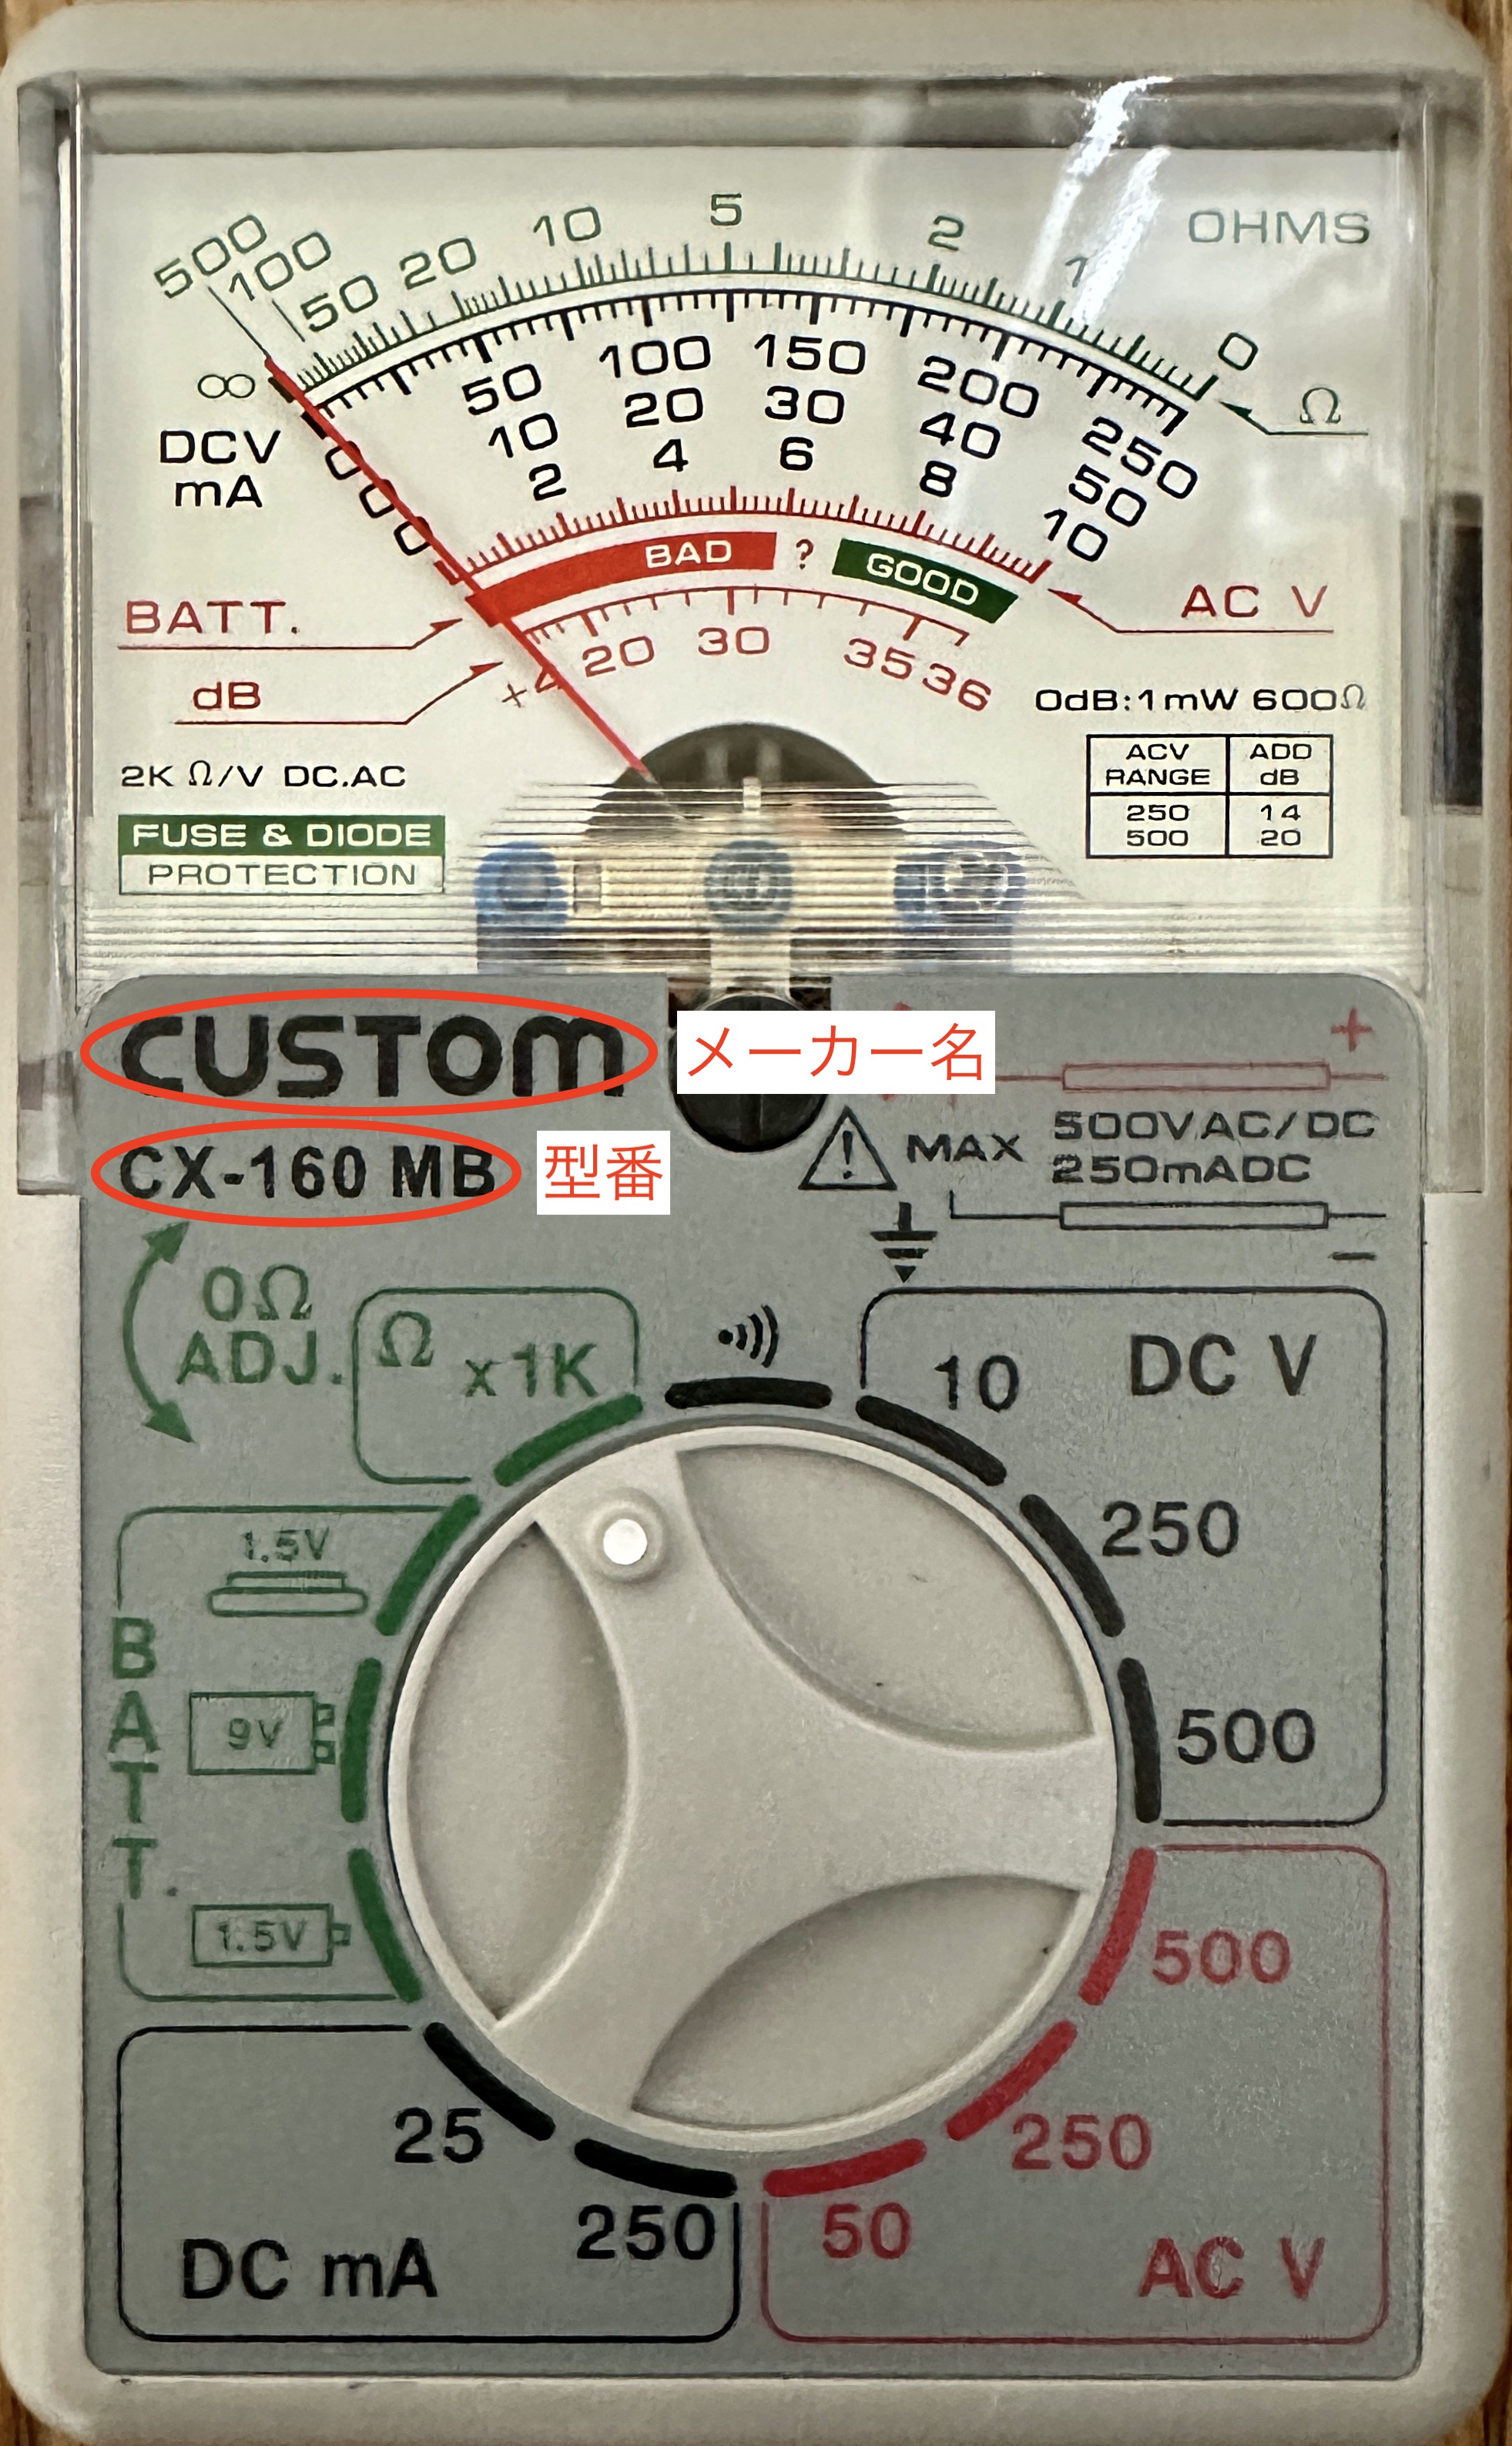 500 100 50 20 10 5 2 1 0 OHMS
∞ Ω
DCV
mA
0 50 100 150 200 250
0 10 20 30 40 50
0 2 4 6 8 10
BAD ? GOOD
BATT. AC V
dB
+4 20 30 35 36
0dB:1mW 600Ω
2K Ω/V DC.AC
ACV RANGE ADD dB
250 14
500 20
FUSE & DIODE
PROTECTION
CUSTOM メーカー名
CX-160 MB 型番
+
MAX 500VAC/DC
250mADC
−
0Ω
ADJ.
Ω x1K
10 DC V
250
500
BATT.
1.5V
9V
1.5V
25
250
DC mA
500
250
50
AC V